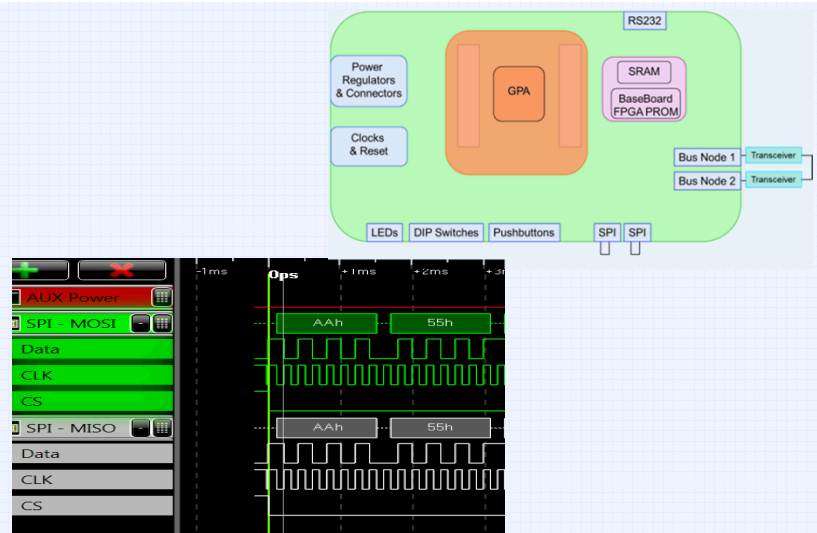 RS232
Power
Regulators
& Connectors
GPA
SRAM
BaseBoard
FPGA PROM
Clocks
& Reset
Bus Node 1
Transceiver
Bus Node 2
Transceiver
LEDs
DIP Switches
Pushbuttons
SPI
SPI
-1ms
0ps
+1ms
+2ms
AUX Power
SPI - MOSI
AAh
55h
Data
CLK
CS
SPI - MISO
AAh
55h
Data
CLK
CS